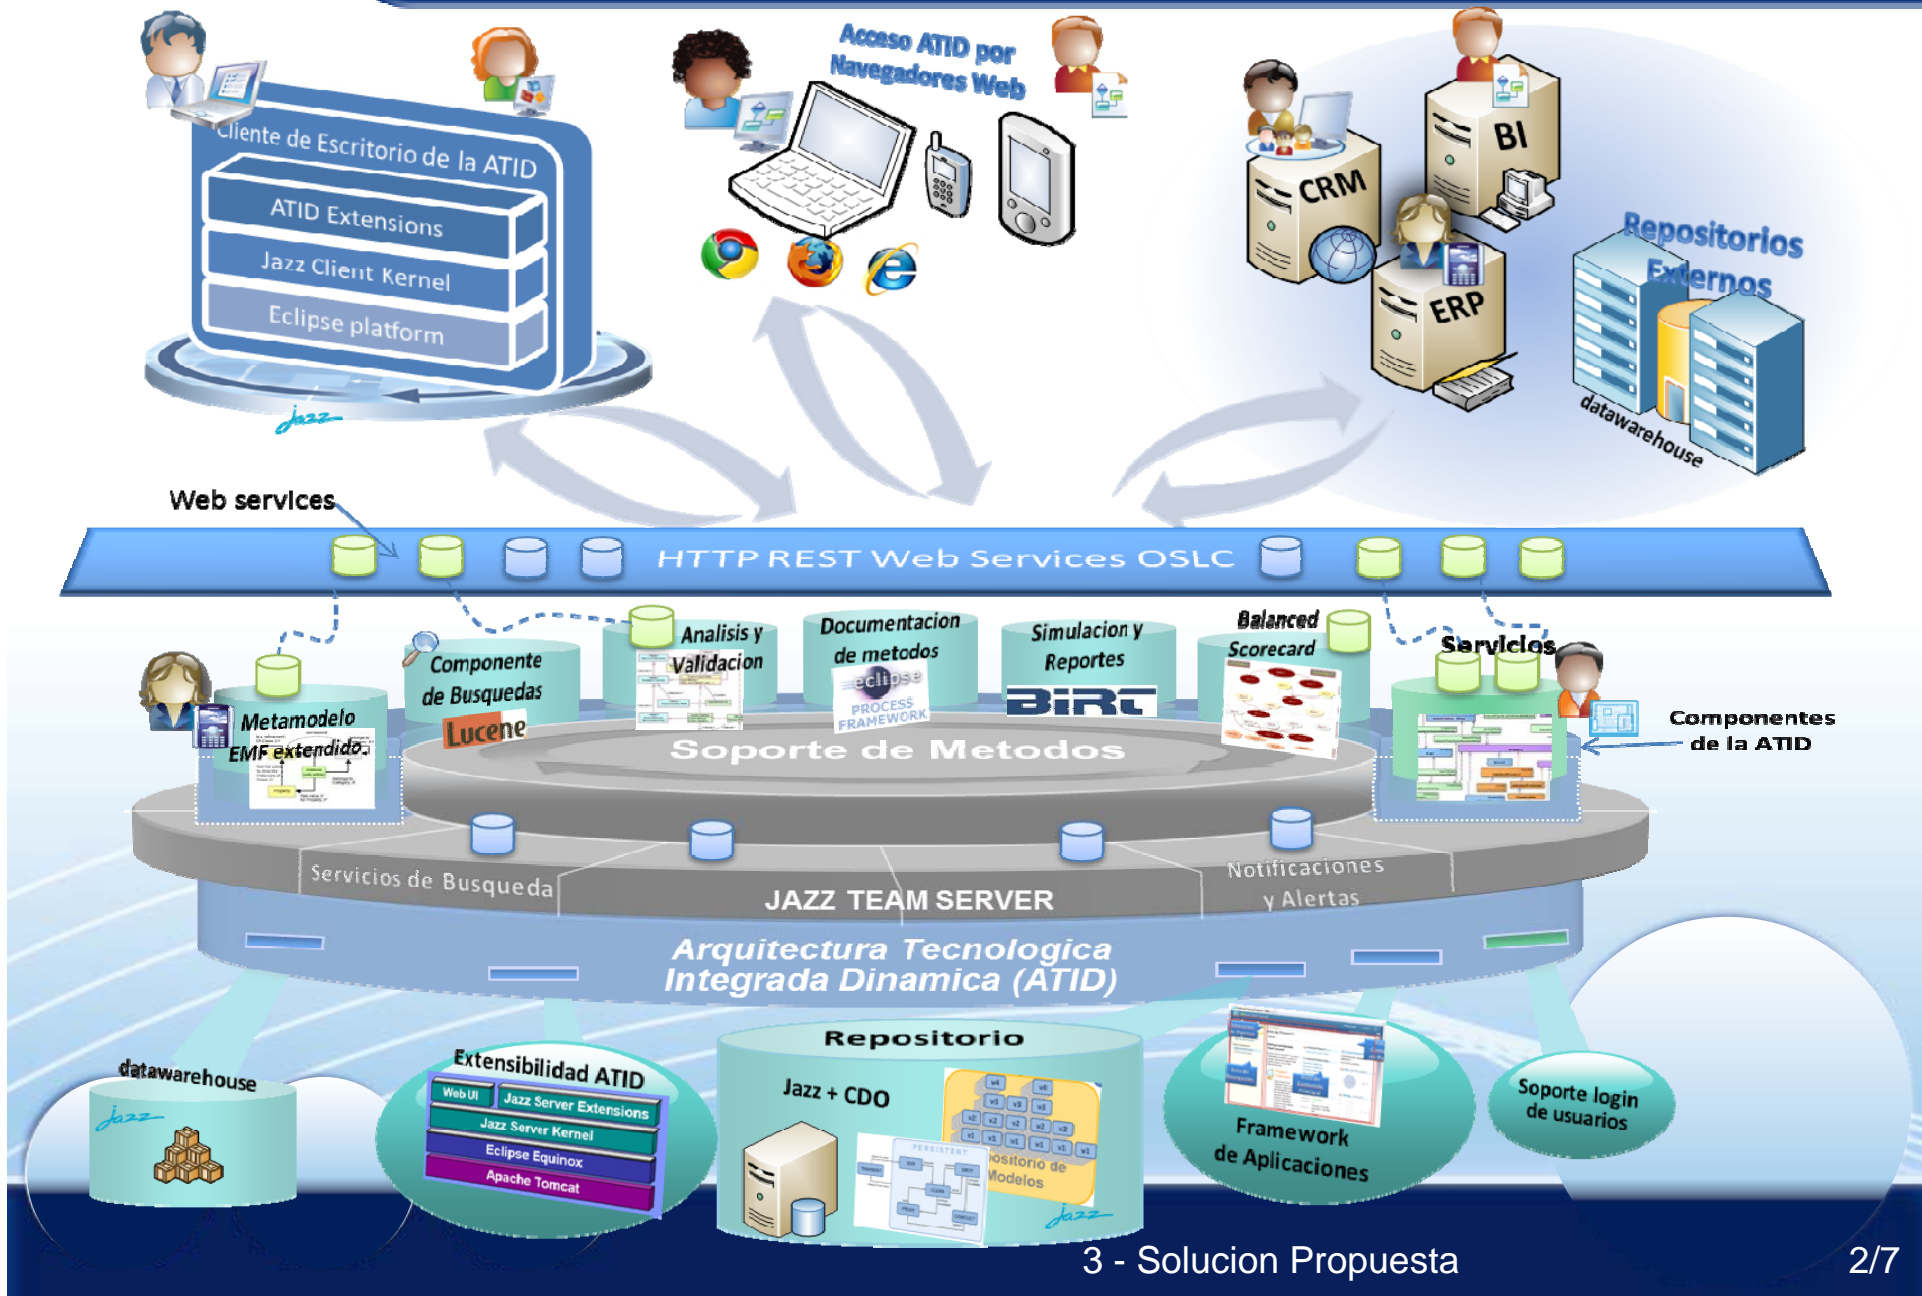 Cliente de Escritorio de la ATID
ATID Extensions
Jazz Client Kernel
Eclipse platform
jazz
Acceso ATID por
Navegadores Web
CRM
BI
ERP
Repositorios
Externos
datawarehouse
Web services
HTTP REST Web Services OSLC
Metamodelo
EMF extendido.
Componente
de Busquedas
Lucene
Analisis y
Validacion
Documentacion
de metodos
eclipse
PROCESS
FRAMEWORK
Simulacion y
Reportes
BIRT
Balanced
Scorecard
Servicios
Componentes
de la ATID
Soporte de Metodos
Servicios de Busqueda
JAZZ TEAM SERVER
Notificaciones
y Alertas
Arquitectura Tecnologica
Integrada Dinamica (ATID)
datawarehouse
jazz
Extensibilidad ATID
Web UI
Jazz Server Extensions
Jazz Server Kernel
Eclipse Equinox
Apache Tomcat
Repositorio
Jazz + CDO
PERSISTENT
Modelos
jazz
Framework
de Aplicaciones
Soporte login
de usuarios
3 - Solucion Propuesta
2/7